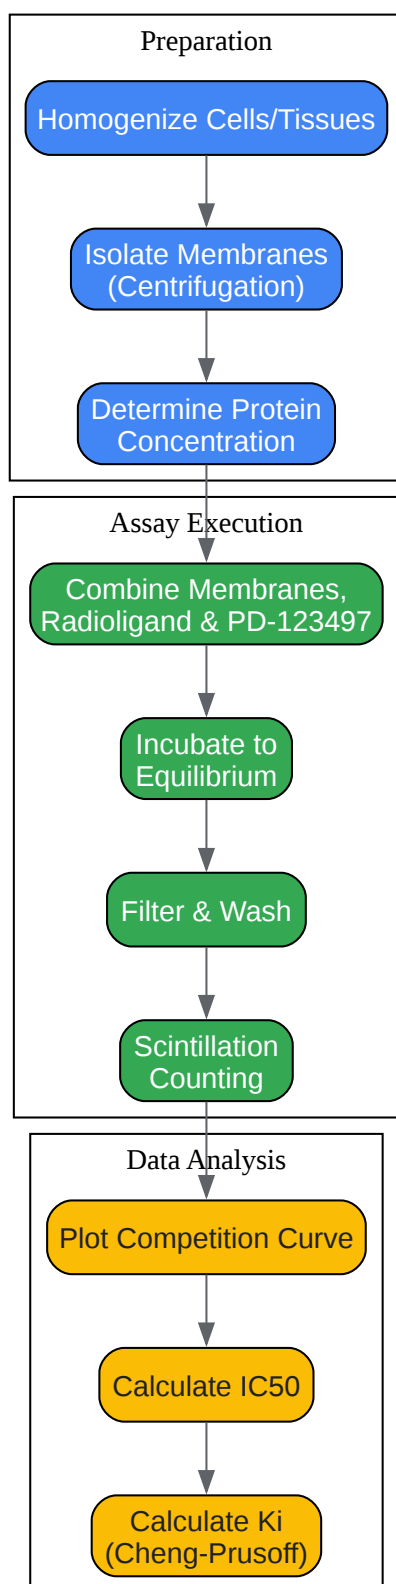 Preparation
Homogenize Cells/Tissues
Isolate Membranes
(Centrifugation)
Determine Protein
Concentration
Assay Execution
Combine Membranes,
Radioligand & PD-123497
Incubate to
Equilibrium
Filter & Wash
Scintillation
Counting
Data Analysis
Plot Competition Curve
Calculate IC50
Calculate Ki
(Cheng-Prusoff)